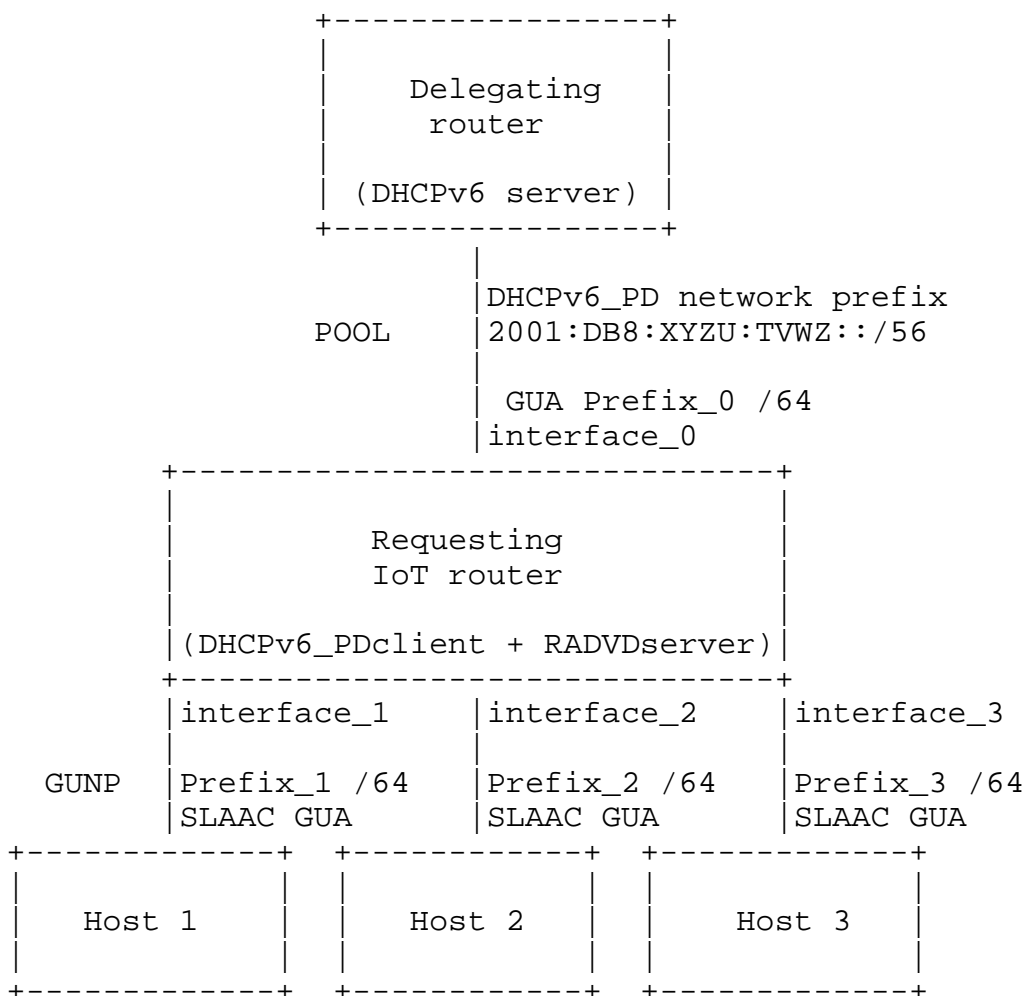 Delegating
router
(DHCPv6 server)
DHCPv6_PD network prefix
POOL 2001:DB8:XYZU:TVWZ::/56
GUA Prefix_0 /64
interface_0
Requesting
IoT router
(DHCPv6_PDclient + RADVDserver)
interface_1 interface_2 interface_3
GUNP Prefix_1 /64 Prefix_2 /64 Prefix_3 /64
SLAAC GUA SLAAC GUA SLAAC GUA
Host 1 Host 2 Host 3